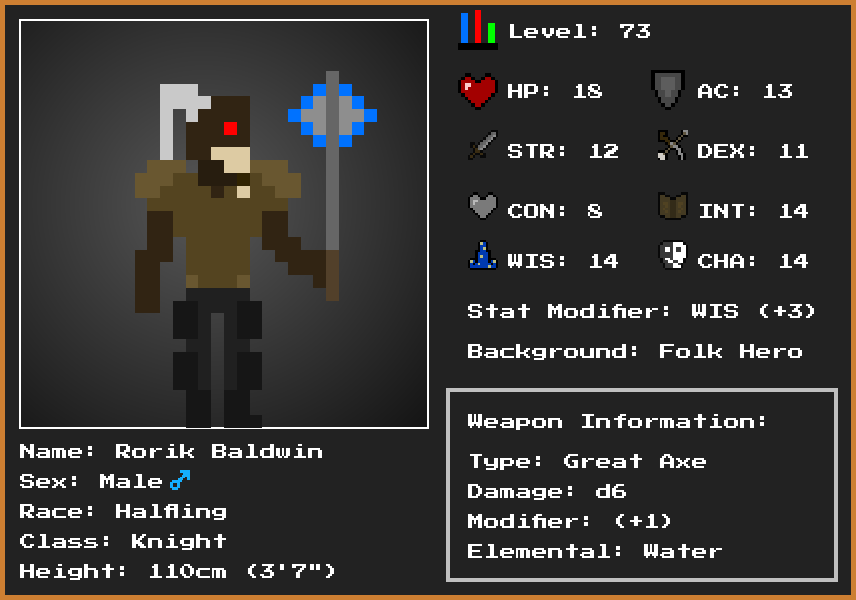 Level: 73
HP: 18 AC: 13
STR: 12 DEX: 11
CON: 8 INT: 14
WIS: 14 CHA: 14
Stat Modifier: WIS (+3)
Background: Folk Hero
Weapon Information:
Type: Great Axe
Damage: d6
Modifier: (+1)
Elemental: Water
Name: Rorik Baldwin
Sex: Male♂
Race: Halfling
Class: Knight
Height: 110cm (3'7")